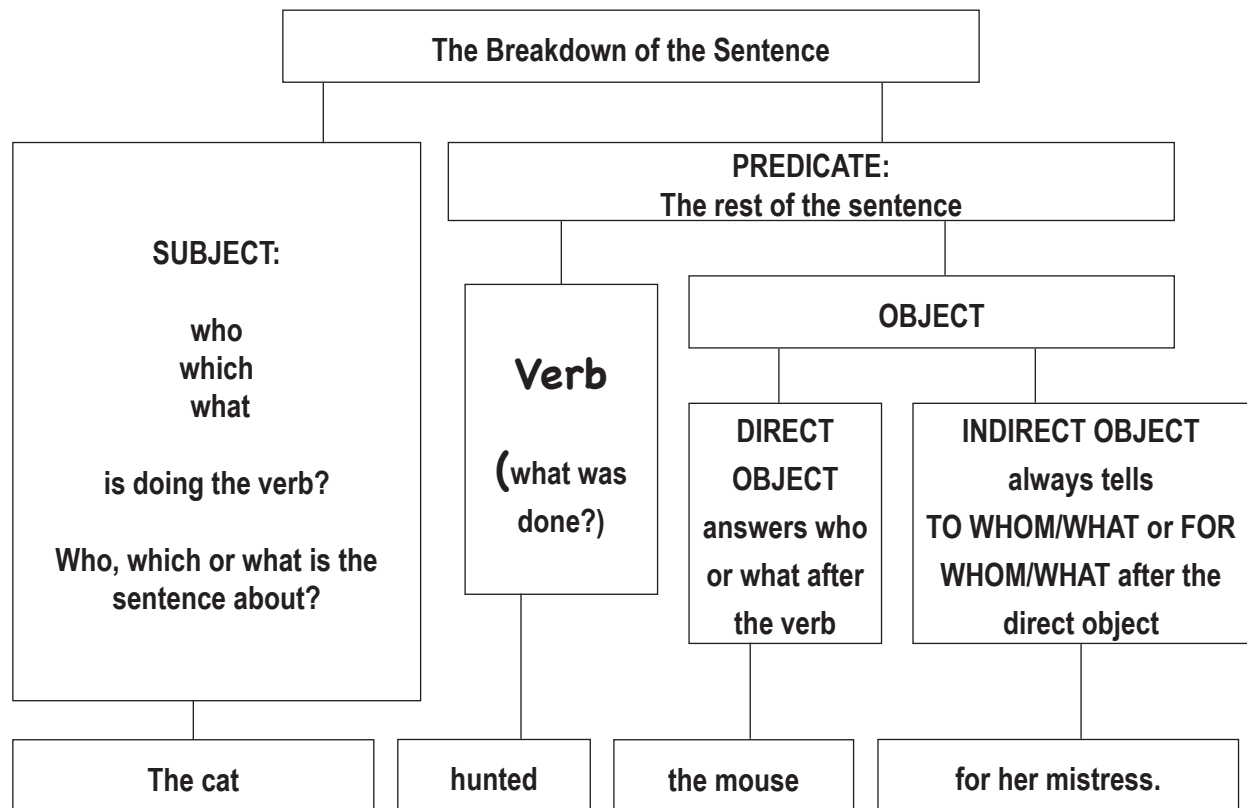 The Breakdown of the Sentence
SUBJECT:
who
which
what
is doing the verb?
Who, which or what is the
sentence about?
PREDICATE:
The rest of the sentence
Verb
(what was
done?)
OBJECT
DIRECT
OBJECT
answers who
or what after
the verb
INDIRECT OBJECT
always tells
TO WHOM/WHAT or FOR
WHOM/WHAT after the
direct object
The cat
hunted
the mouse
for her mistress.